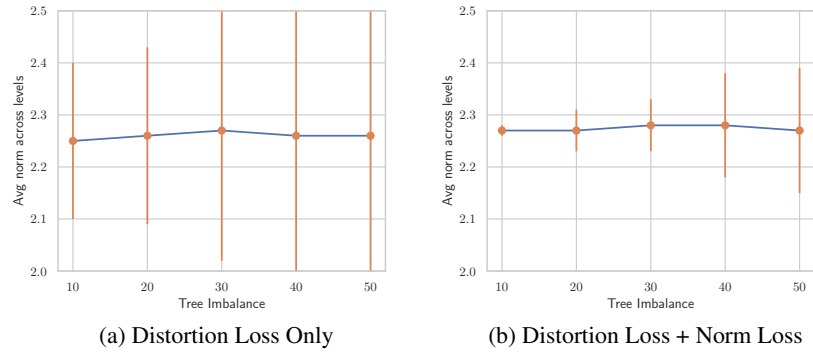 2.5
2.4
2.3
2.2
2.1
2.0
Avg norm across levels
10 20 30 40 50
Tree Imbalance
(a) Distortion Loss Only
2.5
2.4
2.3
2.2
2.1
2.0
Avg norm across levels
10 20 30 40 50
Tree Imbalance
(b) Distortion Loss + Norm Loss